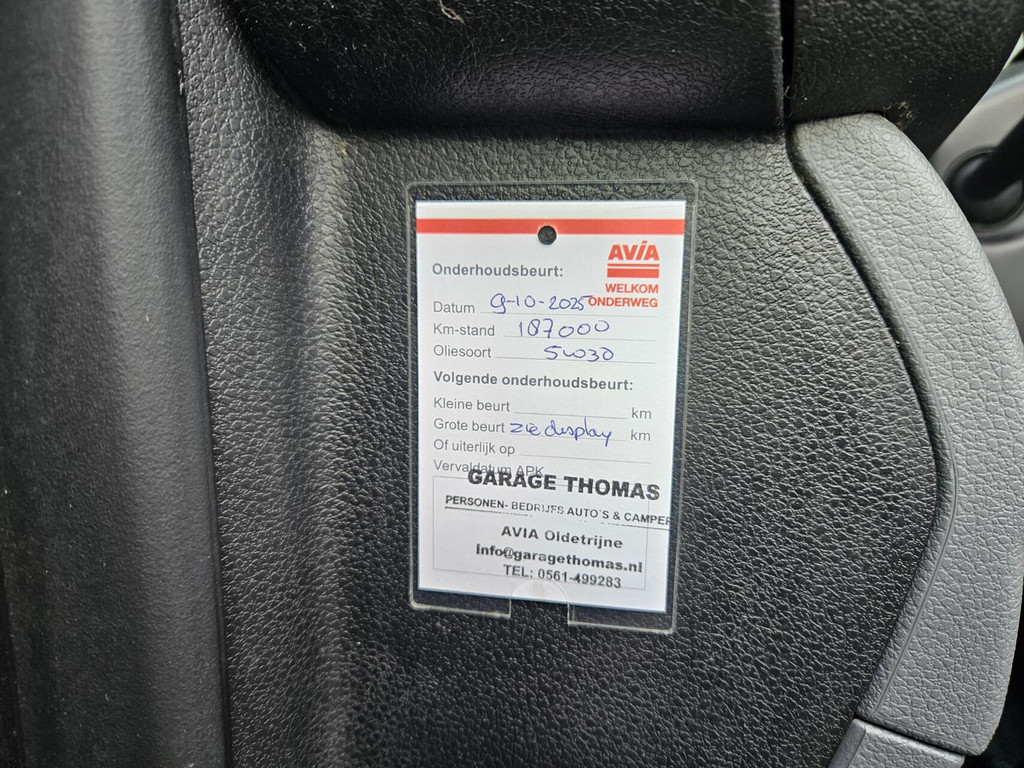 AVIA
WELKOM
ONDERWEG
Onderhoudsbeurt:
Datum 9-10-2025
Km-stand 187000
Oliesoort 5W30
Volgende onderhoudsbeurt:
Kleine beurt km
Grote beurt zie display km
Of uiterlijk op
Vervaldatum APK
GARAGE THOMAS
PERSONEN- BEDRIJFS AUTO'S & CAMPER
AVIA Oldetrijne
Info@garagethomas.nl
TEL: 0561-499283